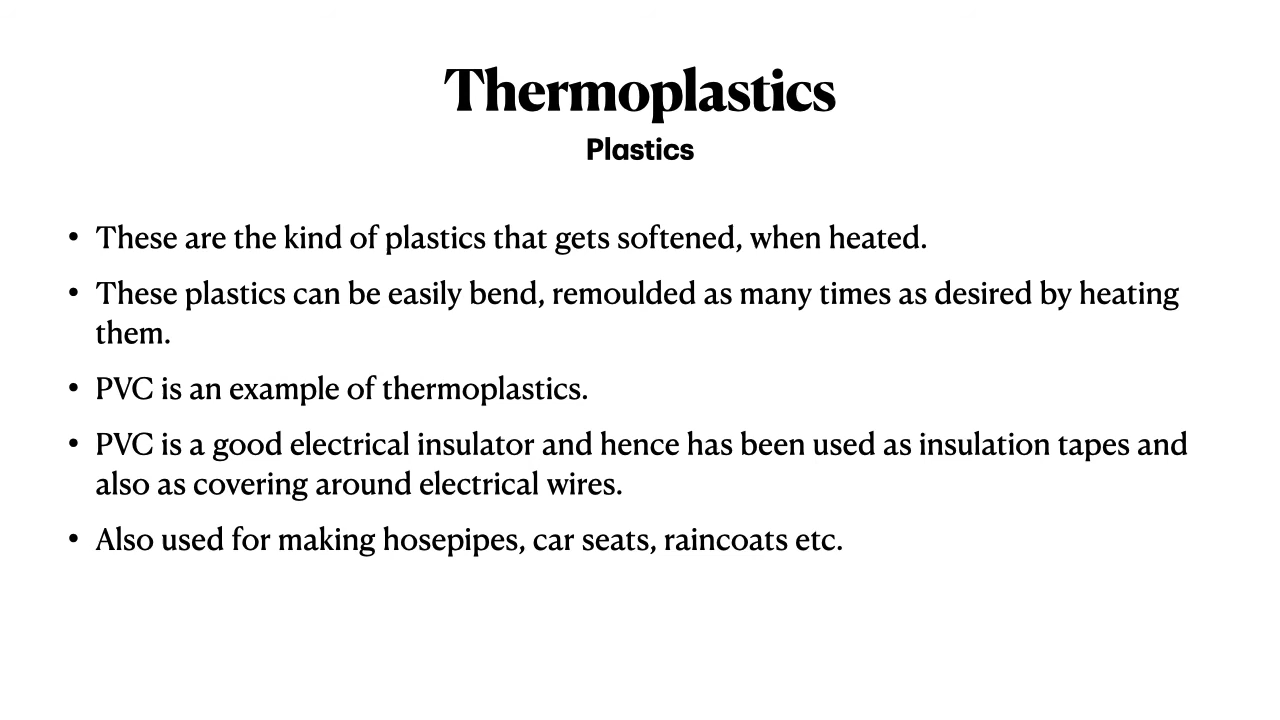 Thermoplastics
Plastics
• These are the kind of plastics that gets softened, when heated.
• These plastics can be easily bend, remoulded as many times as desired by heating
them.
• PVC is an example of thermoplastics.
• PVC is a good electrical insulator and hence has been used as insulation tapes and
also as covering around electrical wires.
• Also used for making hosepipes, car seats, raincoats etc.